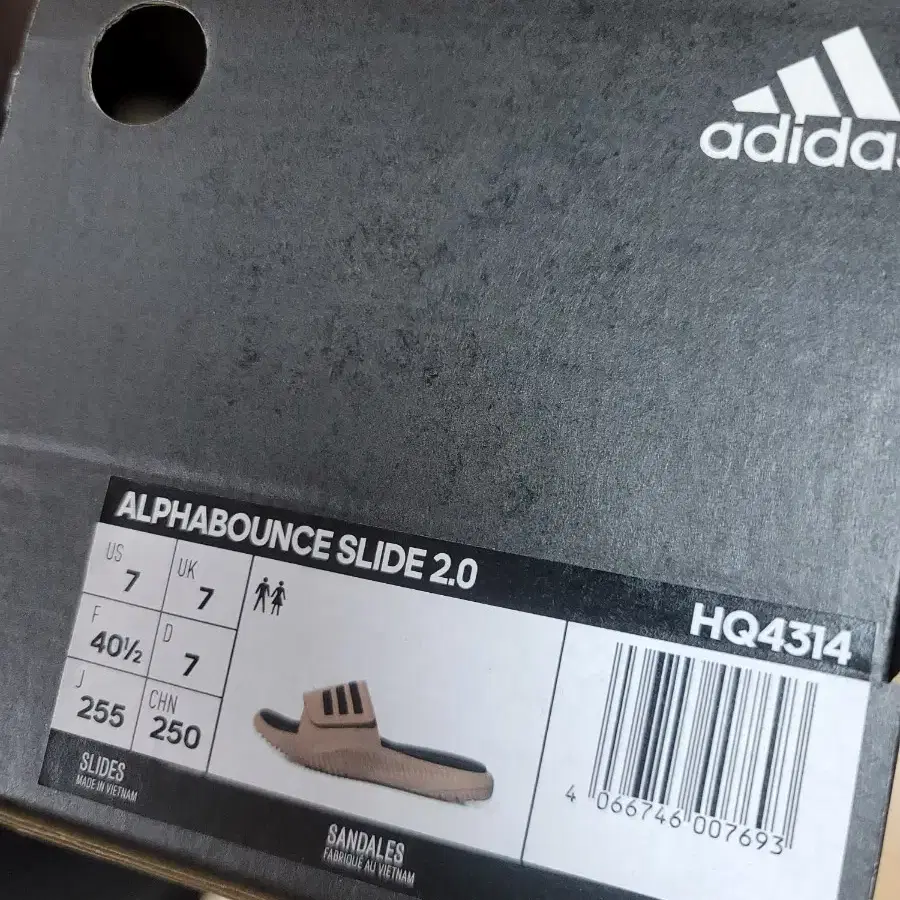 adidas
ALPHABOUNCE SLIDE 2.0
HQ4314
US
7
UK
7
F
40½
D
7
J
255
CHN
250
SLIDES
MADE IN VIETNAM
SANDALES
FABRIQUÉ AU VIETNAM
4 066746 007693